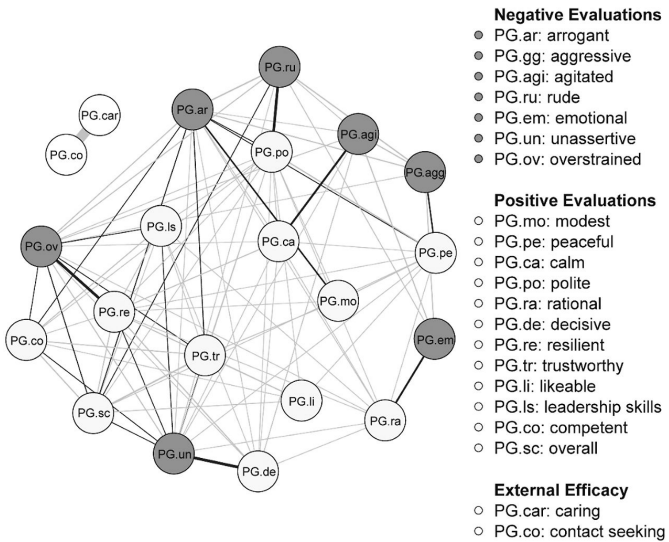 PG.ru
PG.ar
PG.car
PG.agi
PG.po
PG.co
PG.agg
PG.ls
PG.ca
PG.ov
PG.pe
PG.mo
PG.re
PG.co
PG.em
PG.tr
PG.li
PG.sc
PG.ra
PG.un
PG.de
Negative Evaluations
PG.ar: arrogant
PG.gg: aggressive
PG.agi: agitated
PG.ru: rude
PG.em: emotional
PG.un: unassertive
PG.ov: overstrained
Positive Evaluations
PG.mo: modest
PG.pe: peaceful
PG.ca: calm
PG.po: polite
PG.ra: rational
PG.de: decisive
PG.re: resilient
PG.tr: trustworthy
PG.li: likeable
PG.ls: leadership skills
PG.co: competent
PG.sc: overall
External Efficacy
PG.car: caring
PG.co: contact seeking